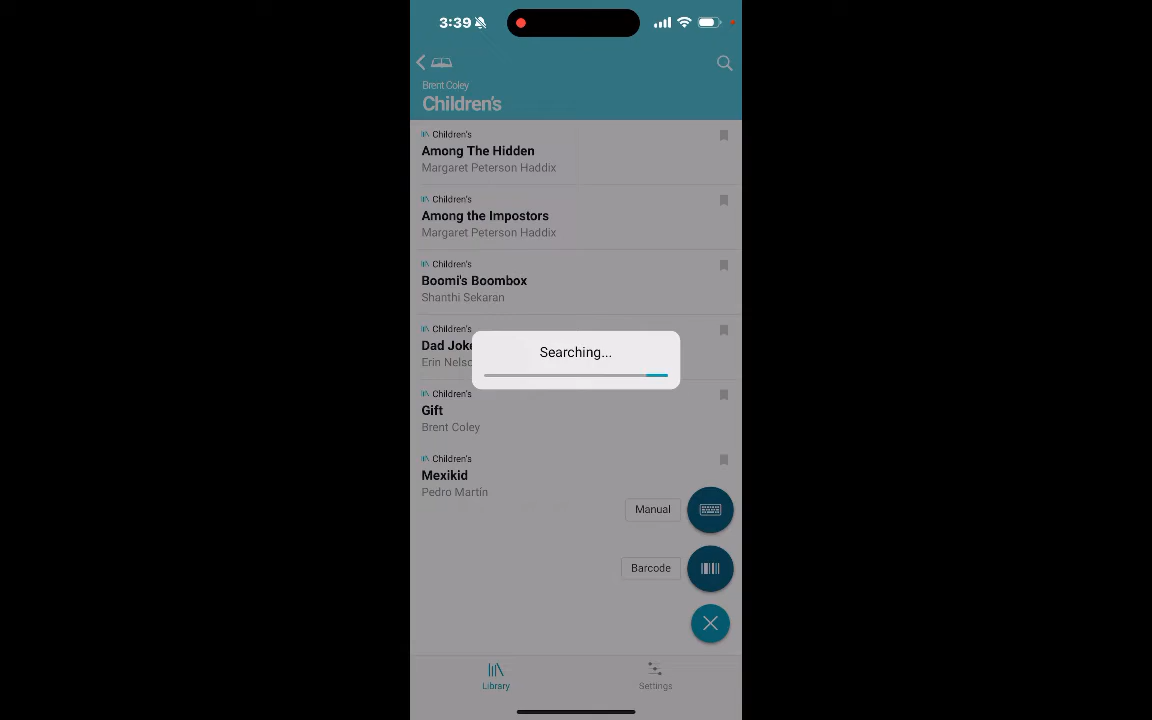 3:39
Brent Coley
Children's
Children's
Among The Hidden
Margaret Peterson Haddix
Children's
Among the Impostors
Margaret Peterson Haddix
Children's
Boomi's Boombox
Shanthi Sekaran
Children's
Dad Joke
Erin Nels
Searching...
Children's
Gift
Brent Coley
Children's
Mexikid
Pedro Martín
Manual
Barcode
Library
Settings